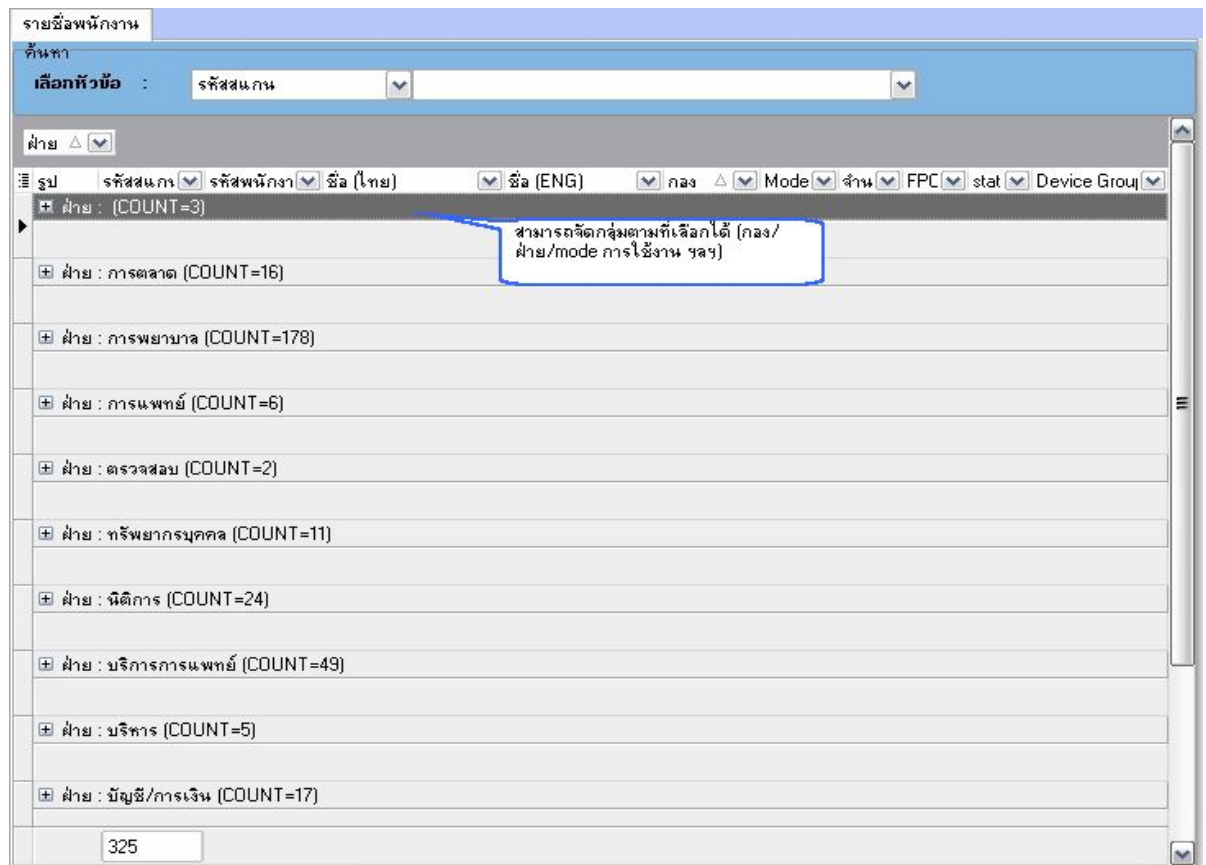 รายชื่อพนักงาน
ค้นหา
เลือกหัวข้อ : รหัสสแกน
ฝ่าย
รูป รหัสสแกน รหัสพนักงา ชื่อ (ไทย) ชื่อ (ENG) กอง Mode จำน FPC stat Device Group
ฝ่าย : (COUNT=3)
สามารถจัดกลุ่มตามที่เลือกได้ (กอง/
ฝ่าย/mode การใช้งาน ฯลฯ)
ฝ่าย : การตลาด (COUNT=16)
ฝ่าย : การพยาบาล (COUNT=178)
ฝ่าย : การแพทย์ (COUNT=6)
ฝ่าย : ตรวจสอบ (COUNT=2)
ฝ่าย : ทรัพยากรบุคคล (COUNT=11)
ฝ่าย : นิติการ (COUNT=24)
ฝ่าย : บริการการแพทย์ (COUNT=49)
ฝ่าย : บริหาร (COUNT=5)
ฝ่าย : บัญชี/การเงิน (COUNT=17)
325